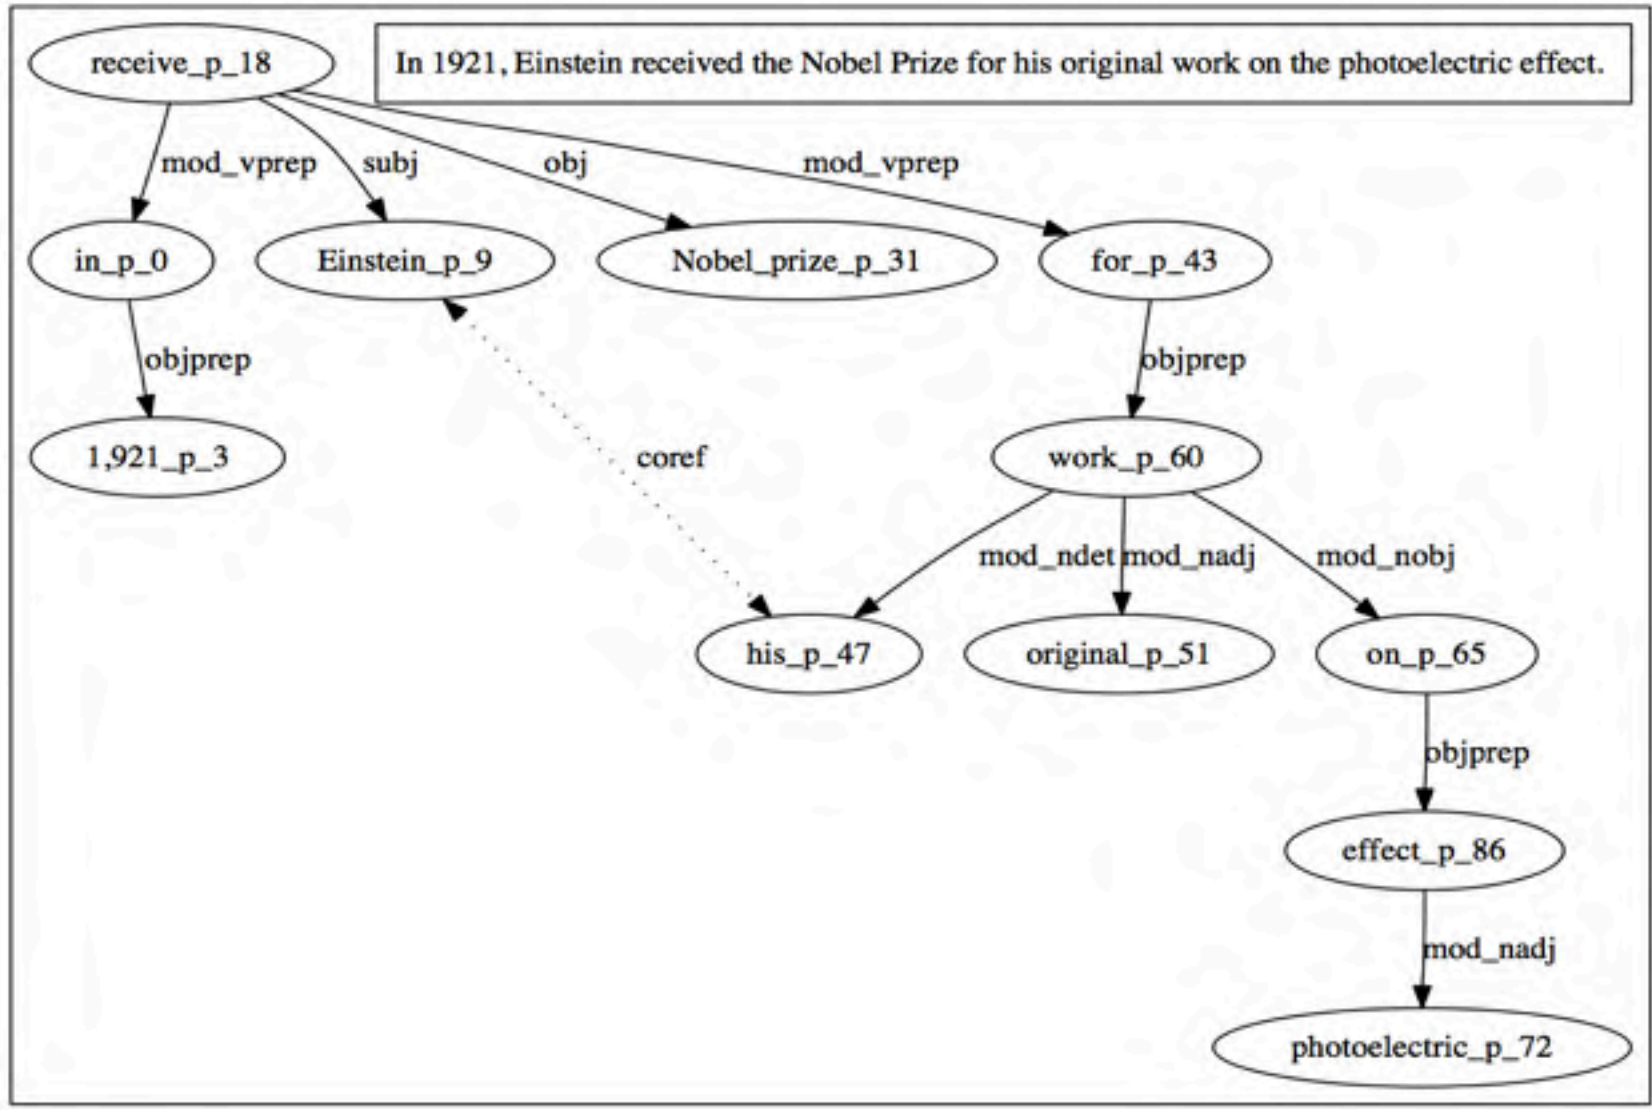 receive_p_18
In 1921, Einstein received the Nobel Prize for his original work on the photoelectric effect.
mod_vprep
subj
obj
mod_vprep
in_p_0
Einstein_p_9
Nobel_prize_p_31
for_p_43
objprep
objprep
1,921_p_3
coref
work_p_60
mod_ndet
mod_nadj
mod_nobj
his_p_47
original_p_51
on_p_65
objprep
effect_p_86
mod_nadj
photoelectric_p_72